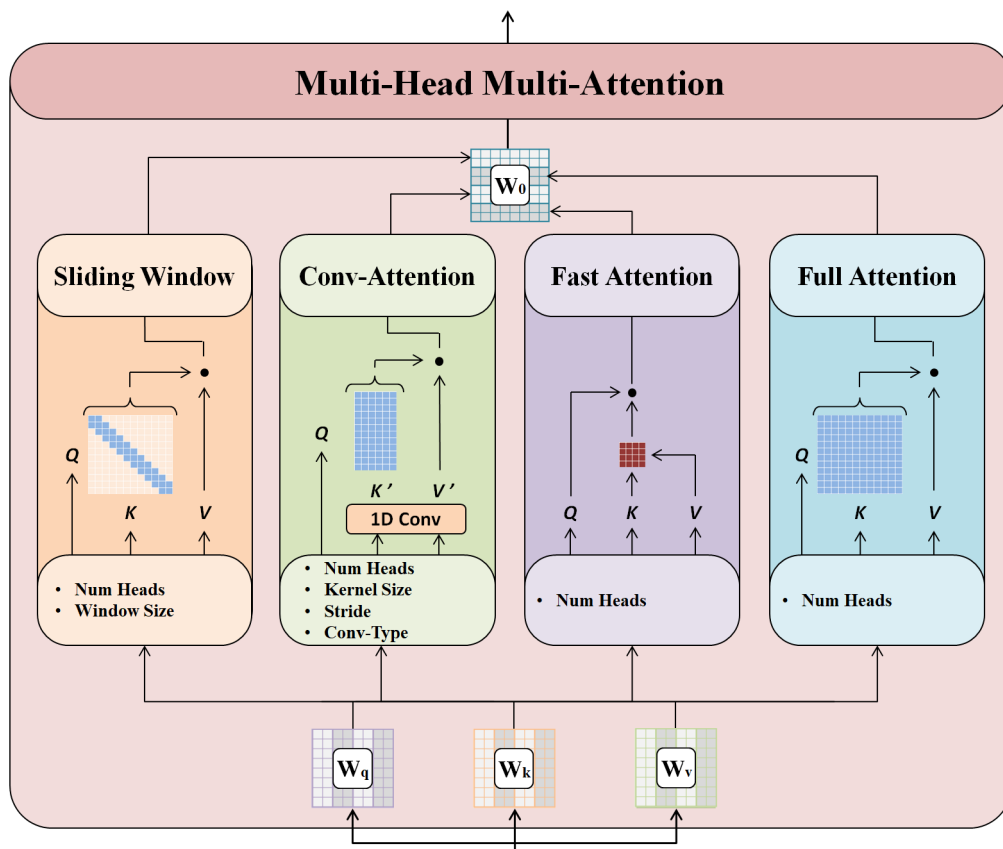 Multi-Head Multi-Attention
W0
Sliding Window
Conv-Attention
Fast Attention
Full Attention
Q
K
V
Q
K’
V’
1D Conv
Q
K
V
Q
K
V
• Num Heads
• Window Size
• Num Heads
• Kernel Size
• Stride
• Conv-Type
• Num Heads
• Num Heads
Wq
Wk
Wv